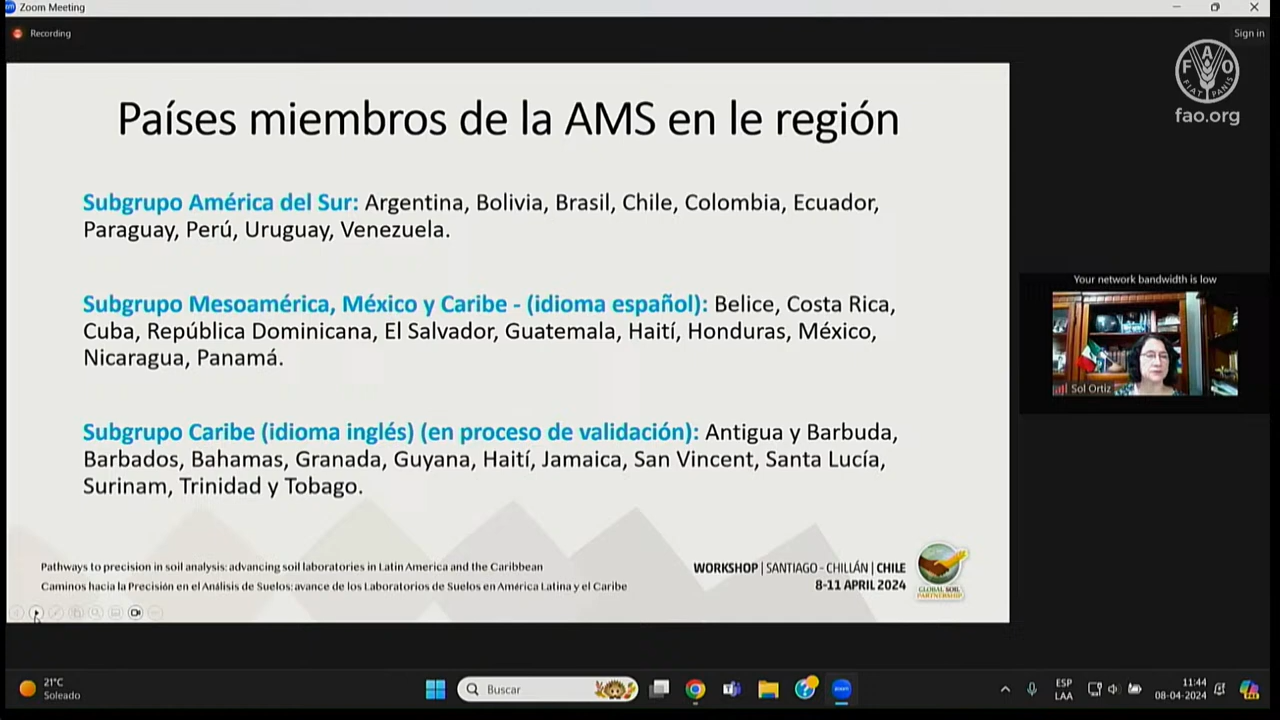 Zoom Meeting
Recording
Sign in
F A O
FIAT PANIS
fao.org
Países miembros de la AMS en le región
Subgrupo América del Sur: Argentina, Bolivia, Brasil, Chile, Colombia, Ecuador,
Paraguay, Perú, Uruguay, Venezuela.
Subgrupo Mesoamérica, México y Caribe - (idioma español): Belice, Costa Rica,
Cuba, República Dominicana, El Salvador, Guatemala, Haití, Honduras, México,
Nicaragua, Panamá.
Subgrupo Caribe (idioma inglés) (en proceso de validación): Antigua y Barbuda,
Barbados, Bahamas, Granada, Guyana, Haití, Jamaica, San Vincent, Santa Lucía,
Surinam, Trinidad y Tobago.
Your network bandwidth is low
Sol Ortiz
Pathways to precision in soil analysis: advancing soil laboratories in Latin America and the Caribbean
Caminos hacia la Precisión en el Análisis de Suelos: avance de los Laboratorios de Suelos en América Latina y el Caribe
WORKSHOP | SANTIAGO - CHILLÁN | CHILE
8-11 APRIL 2024
GLOBAL SOIL
PARTNERSHIP
21°C
Soleado
Buscar
zoom
ESP
LAA
11:44
08-04-2024